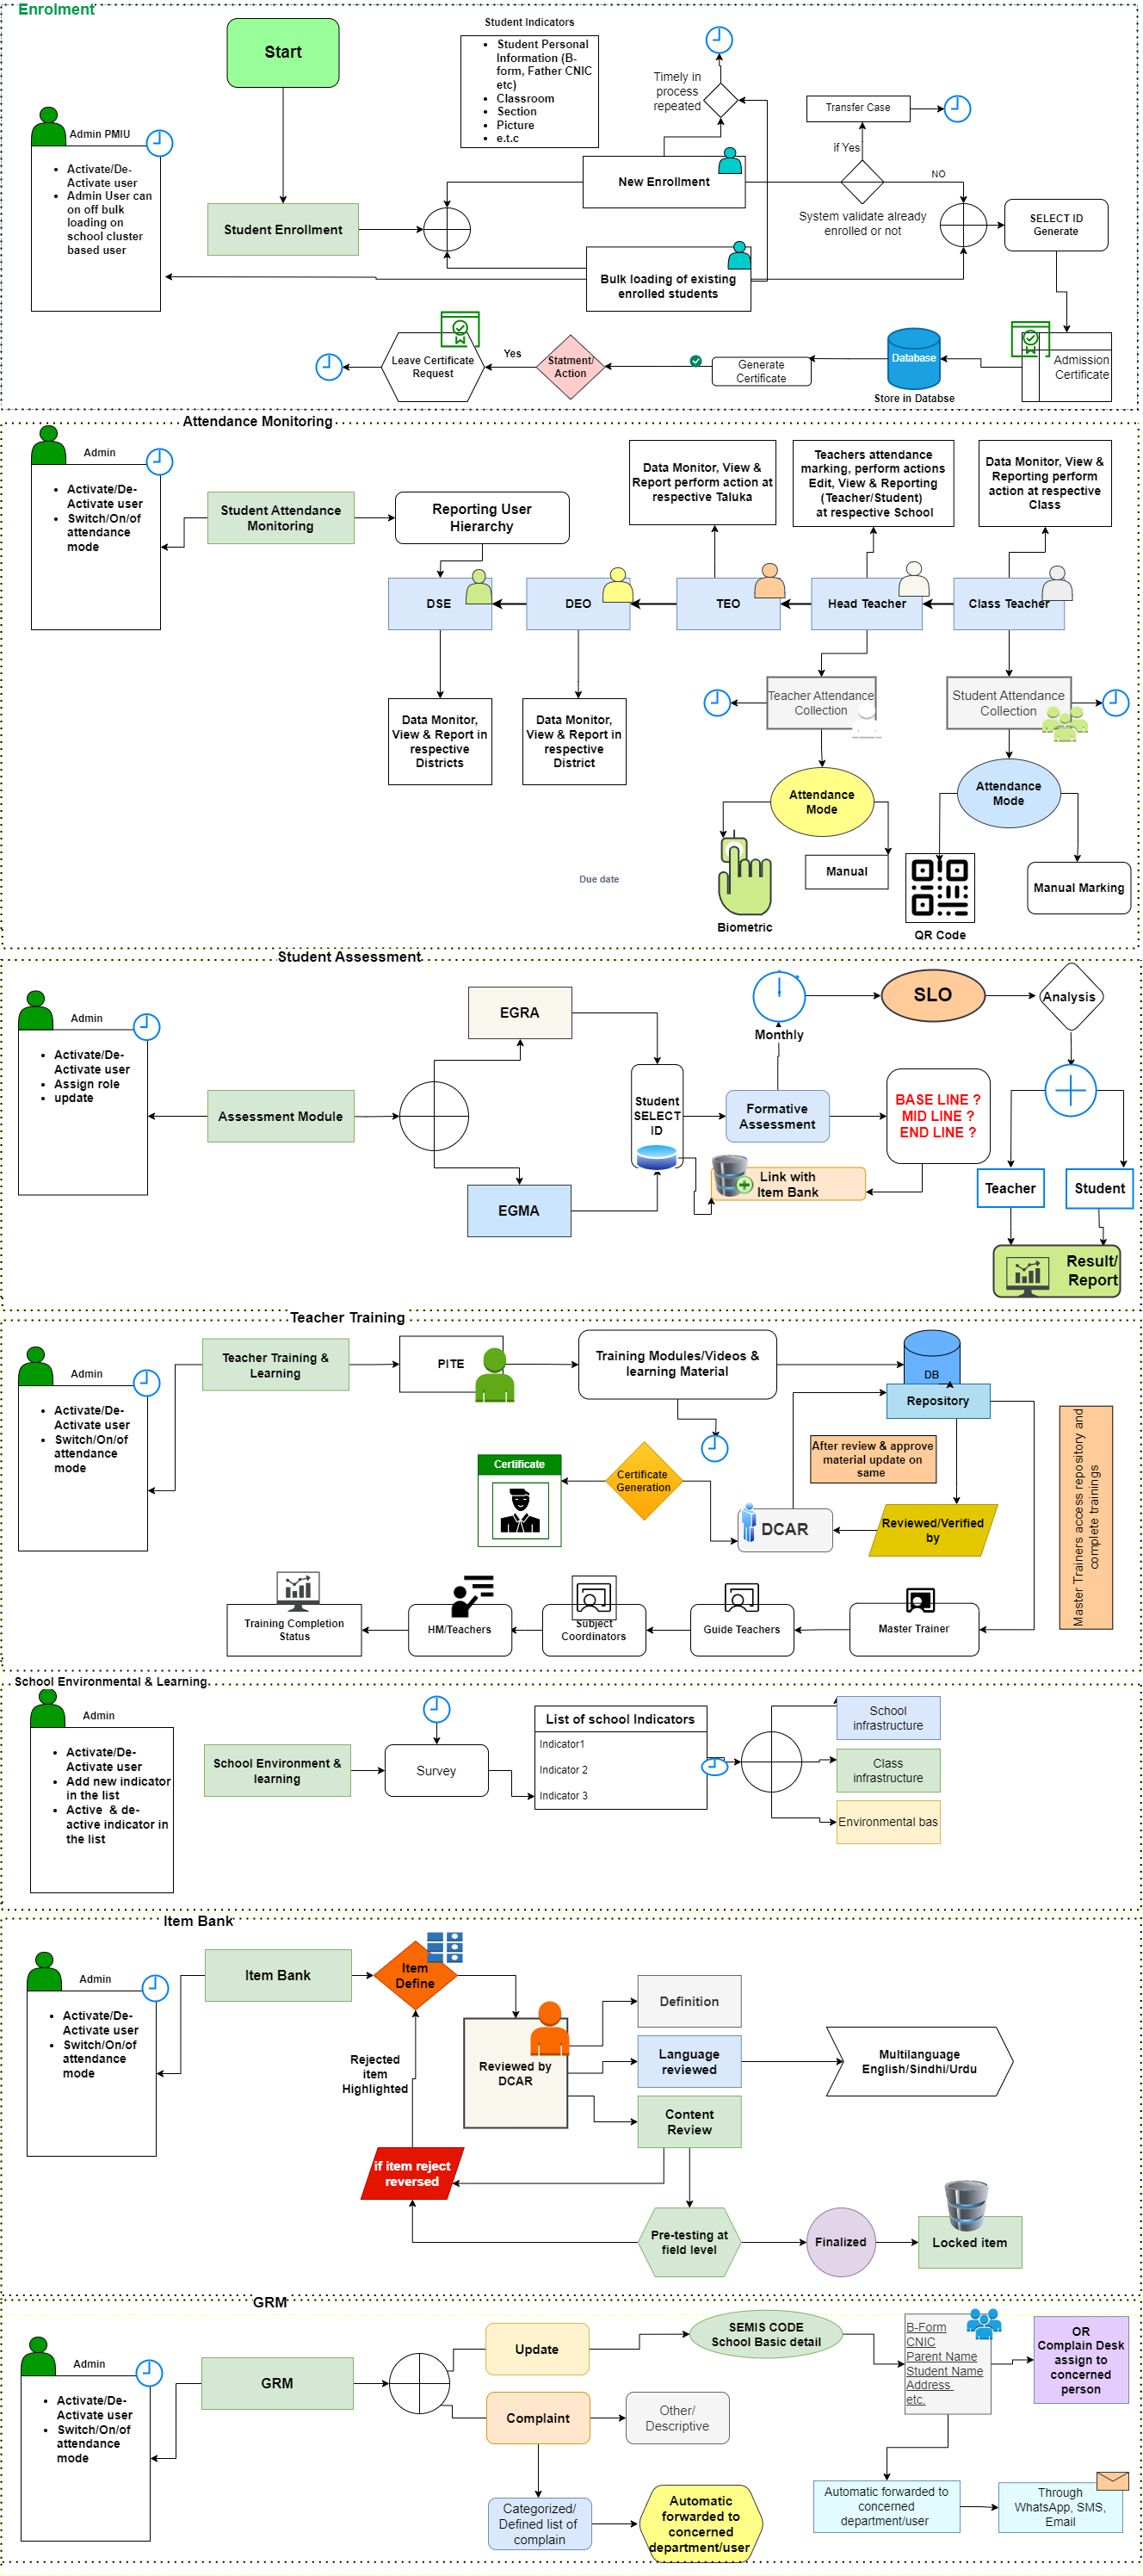 Enrolment
Start
Student Indicators
Student Personal
Information (B-
form, Father CNIC
etc)
Classroom
Section
Picture
e.t.c
Timely in
process
repeated
Transfer Case
if Yes
Admin PMIU
Activate/De-
Activate user
Admin User can
on off bulk
loading on
school cluster
based user
Student Enrollment
New Enrollment
NO
System validate already
enrolled or not
SELECT ID
Generate
Bulk loading of existing
enrolled students
Leave Certificate
Request
Yes
Statment/
Action
Generate
Certificate
Database
Store in Databse
Admission
Certificate
Attendance Monitoring
Admin
Activate/De-
Activate user
Switch/On/of
attendance
mode
Student Attendance
Monitoring
Reporting User
Hierarchy
Data Monitor, View &
Report perform action at
respective Taluka
Teachers attendance
marking, perform actions
Edit, View & Reporting
(Teacher/Student)
at respective School
Data Monitor, View &
Reporting perform
action at respective
Class
DSE
DEO
TEO
Head Teacher
Class Teacher
Data Monitor,
View & Report in
respective
Districts
Data Monitor,
View & Report in
respective
District
Teacher Attendance
Collection
Student Attendance
Collection
Attendance
Mode
Attendance
Mode
Manual
Manual Marking
Due date
Biometric
QR Code
Student Assessment
Admin
Activate/De-
Activate user
Assign role
update
Assessment Module
EGRA
EGMA
Student
SELECT
ID
Monthly
SLO
Analysis
Formative
Assessment
BASE LINE ?
MID LINE ?
END LINE ?
Link with
Item Bank
Teacher
Student
Result/
Report
Teacher Training
Admin
Activate/De-
Activate user
Switch/On/of
attendance
mode
Teacher Training &
Learning
PITE
Training Modules/Videos &
learning Material
DB
Repository
After review & approve
material update on
same
Master Trainers access repository and
complete trainings
Certificate
Certificate
Generation
DCAR
Reviewed/Verified
by
Training Completion
Status
HM/Teachers
Subject
Coordinators
Guide Teachers
Master Trainer
School Environmental & Learning
Admin
Activate/De-
Activate user
Add new indicator
in the list
Active & de-
active indicator in
the list
School Environment &
learning
Survey
List of school Indicators
Indicator1
Indicator 2
Indicator 3
School
infrastructure
Class
infrastructure
Environmental bas
Item Bank
Admin
Activate/De-
Activate user
Switch/On/of
attendance
mode
Item Bank
Item
Define
Rejected
item
Highlighted
Reviewed by
DCAR
Definition
Language
reviewed
Content
Review
Multilanguage
English/Sindhi/Urdu
if item reject
reversed
Pre-testing at
field level
Finalized
Locked item
GRM
Admin
Activate/De-
Activate user
Switch/On/of
attendance
mode
GRM
Update
Complaint
SEMIS CODE
School Basic detail
Other/
Descriptive
B-Form
CNIC
Parent Name
Student Name
Address
etc.
OR
Complain Desk
assign to
concerned
person
Categorized/
Defined list of
complain
Automatic
forwarded to
concerned
department/user
Automatic forwarded to
concerned
department/user
Through
WhatsApp, SMS,
Email